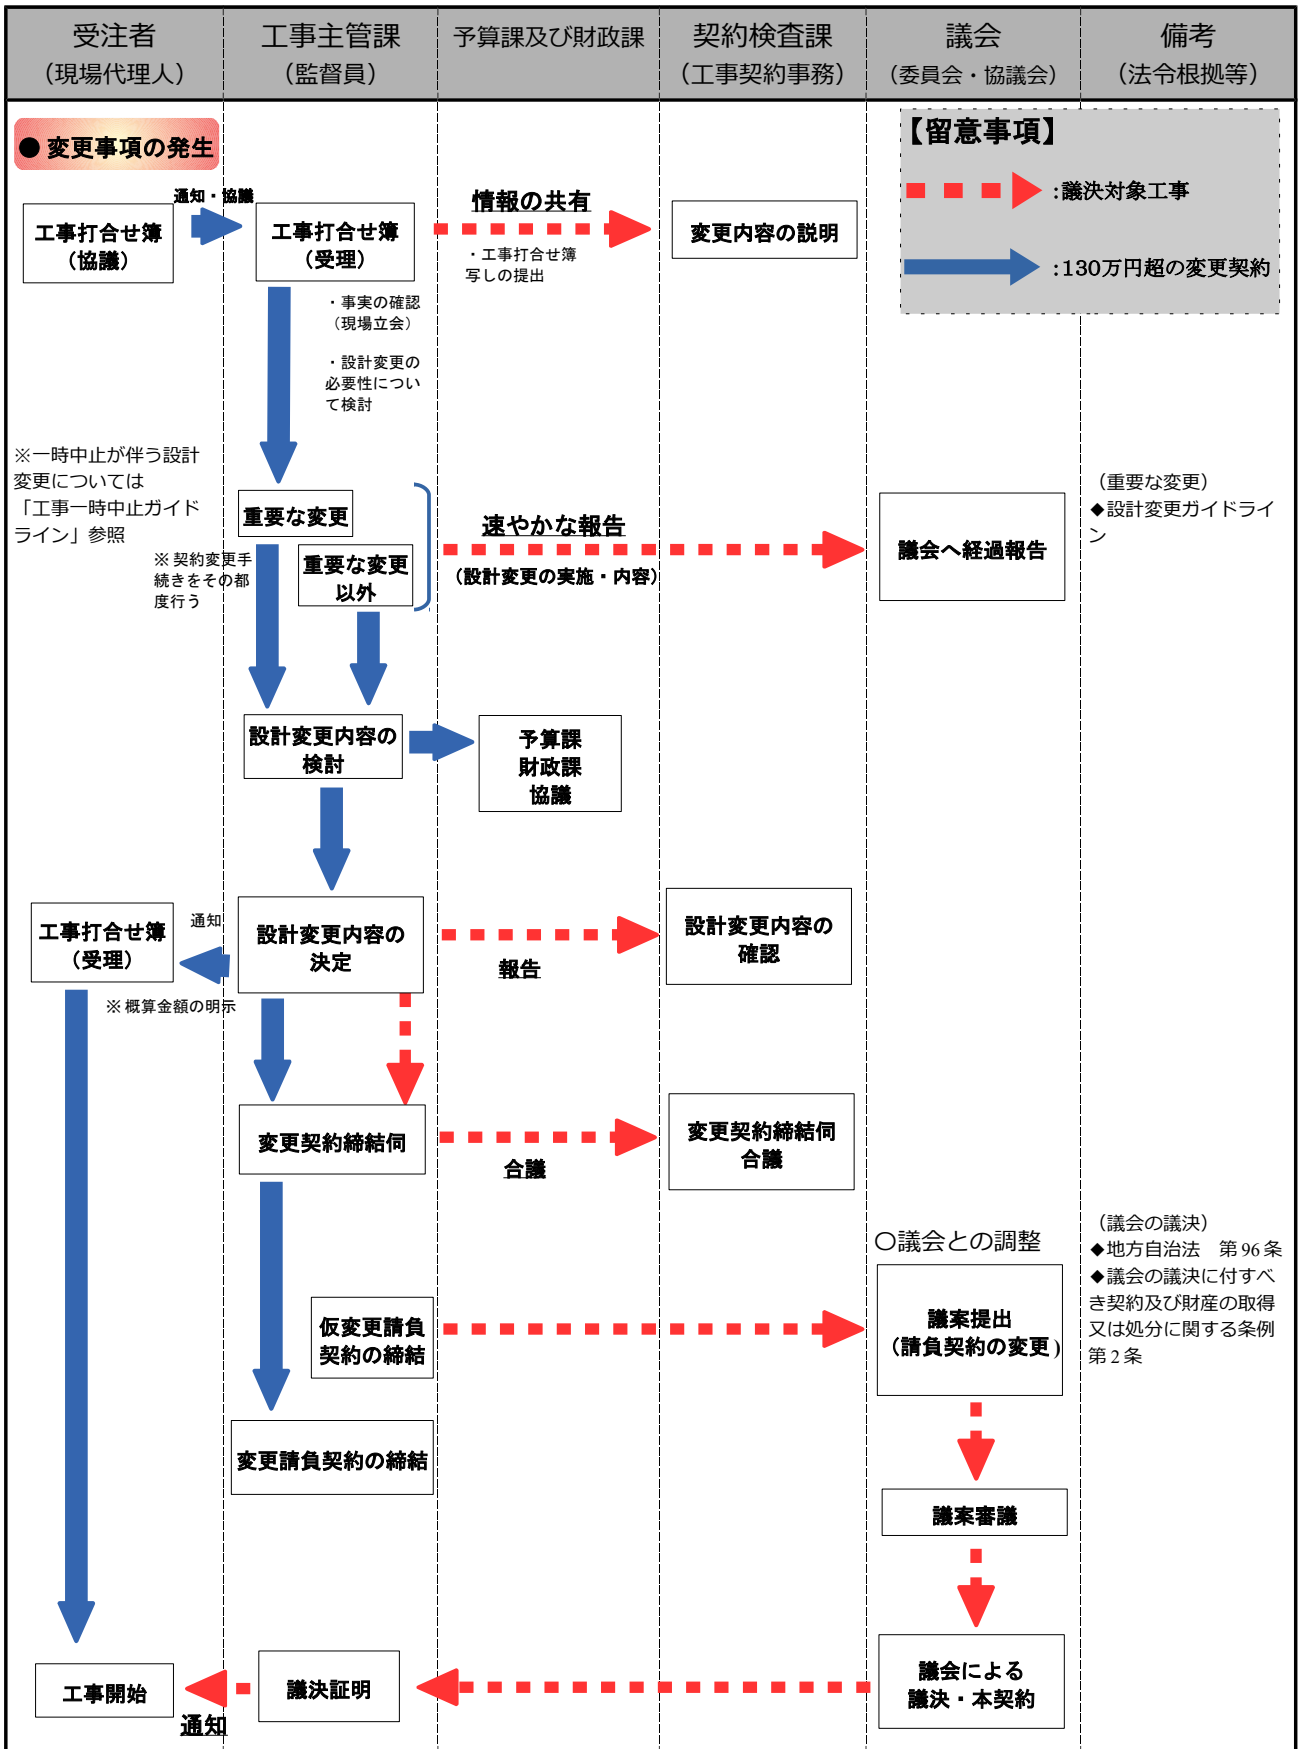 受注者
（現場代理人）
工事主管課
（監督員）
予算課及び財政課
契約検査課
（工事契約事務）
議会
（委員会・協議会）
備考
（法令根拠等）
● 変更事項の発生
【留意事項】
:議決対象工事
:130万円超の変更契約
通知・協議
工事打合せ簿
（協議）
工事打合せ簿
（受理）
情報の共有
・工事打合せ簿
写しの提出
変更内容の説明
・事実の確認
（現場立会）
・設計変更の
必要性につい
て検討
※一時中止が伴う設計
変更については
「工事一時中止ガイド
ライン」参照
重要な変更
※ 契約変更手
続きをその都
度行う
重要な変更
以外
速やかな報告
（設計変更の実施・内容）
議会へ経過報告
（重要な変更）
◆設計変更ガイドライ
ン
設計変更内容の
検討
予算課
財政課
協議
工事打合せ簿
（受理）
通知
※ 概算金額の明示
設計変更内容の
決定
報告
設計変更内容の
確認
変更契約締結伺
合議
変更契約締結伺
合議
〇議会との調整
（議会の議決）
◆地方自治法　第 96 条
◆議会の議決に付すべ
き契約及び財産の取得
又は処分に関する条例
第 2 条
仮変更請負
契約の締結
議案提出
（請負契約の変更）
変更請負契約の締結
議案審議
議会による
議決・本契約
議決証明
工事開始
通知